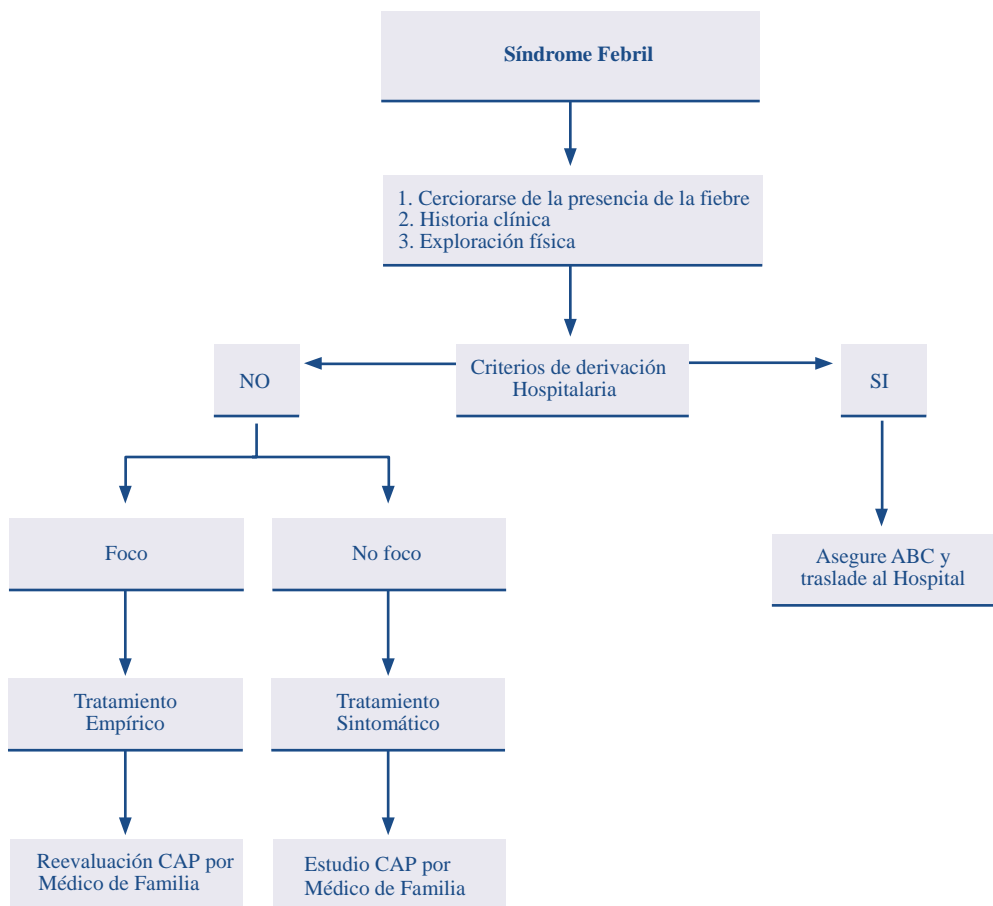 Síndrome Febril
1. Cerciorarse de la presencia de la fiebre
2. Historia clínica
3. Exploración física
NO
Criterios de derivación
Hospitalaria
SI
Foco
No foco
Asegure ABC y
traslade al Hospital
Tratamiento
Empírico
Tratamiento
Sintomático
Reevaluación CAP por
Médico de Familia
Estudio CAP por
Médico de Familia